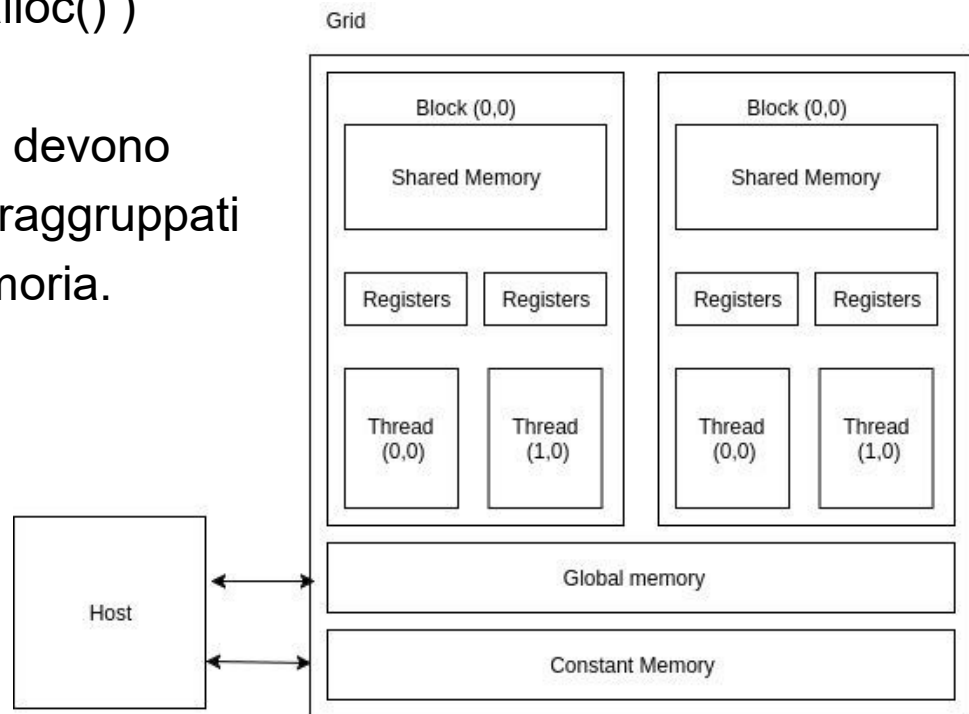 alloc() )
devono
raggruppati
moria.
Grid
Block (0,0)
Shared Memory
Registers
Registers
Thread
(0,0)
Thread
(1,0)
Block (0,0)
Shared Memory
Registers
Registers
Thread
(0,0)
Thread
(1,0)
Global memory
Constant Memory
Host